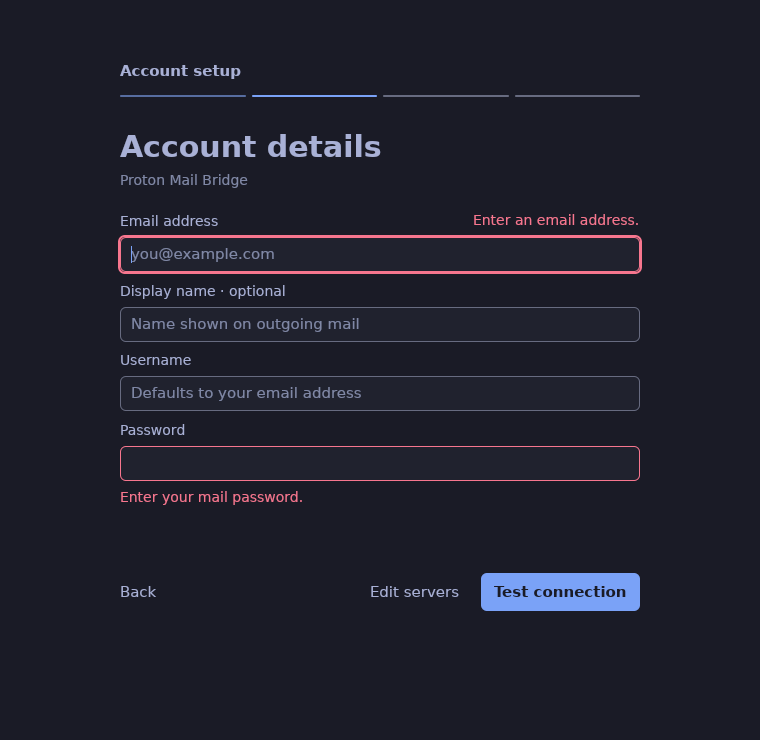 Account setup
Account details
Proton Mail Bridge
Email address
Enter an email address.
you@example.com
Display name · optional
Name shown on outgoing mail
Username
Defaults to your email address
Password
Enter your mail password.
Back
Edit servers
Test connection